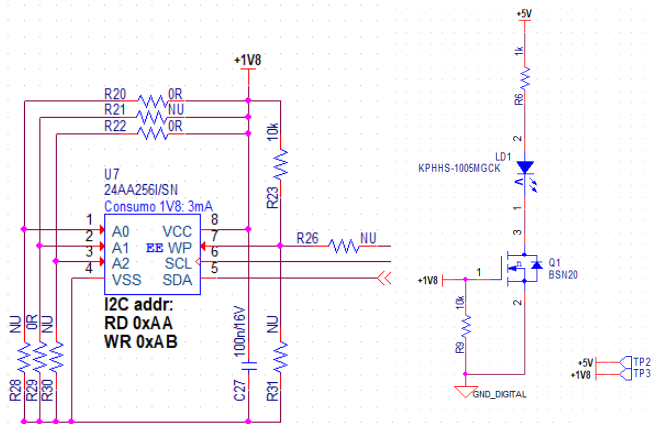 +5V
1k
R6
2
LD1
KPHHS-1005MGCK
1
3
Q1
BSN20
+1V8
1
2
10k
R9
GND_DIGITAL
+5V
TP2
+1V8
TP3
+1V8
R20
0R
R21
NU
R22
0R
10k
R23
U7
24AA256I/SN
Consumo 1V8: 3mA
1
A0
VCC
8
2
A1
EE
WP
7
3
A2
SCL
6
4
VSS
SDA
5
R26
NU
I2C addr:
RD 0xAA
WR 0xAB
NU
0R
NU
R28
R29
R30
100n/16V
C27
NU
R31